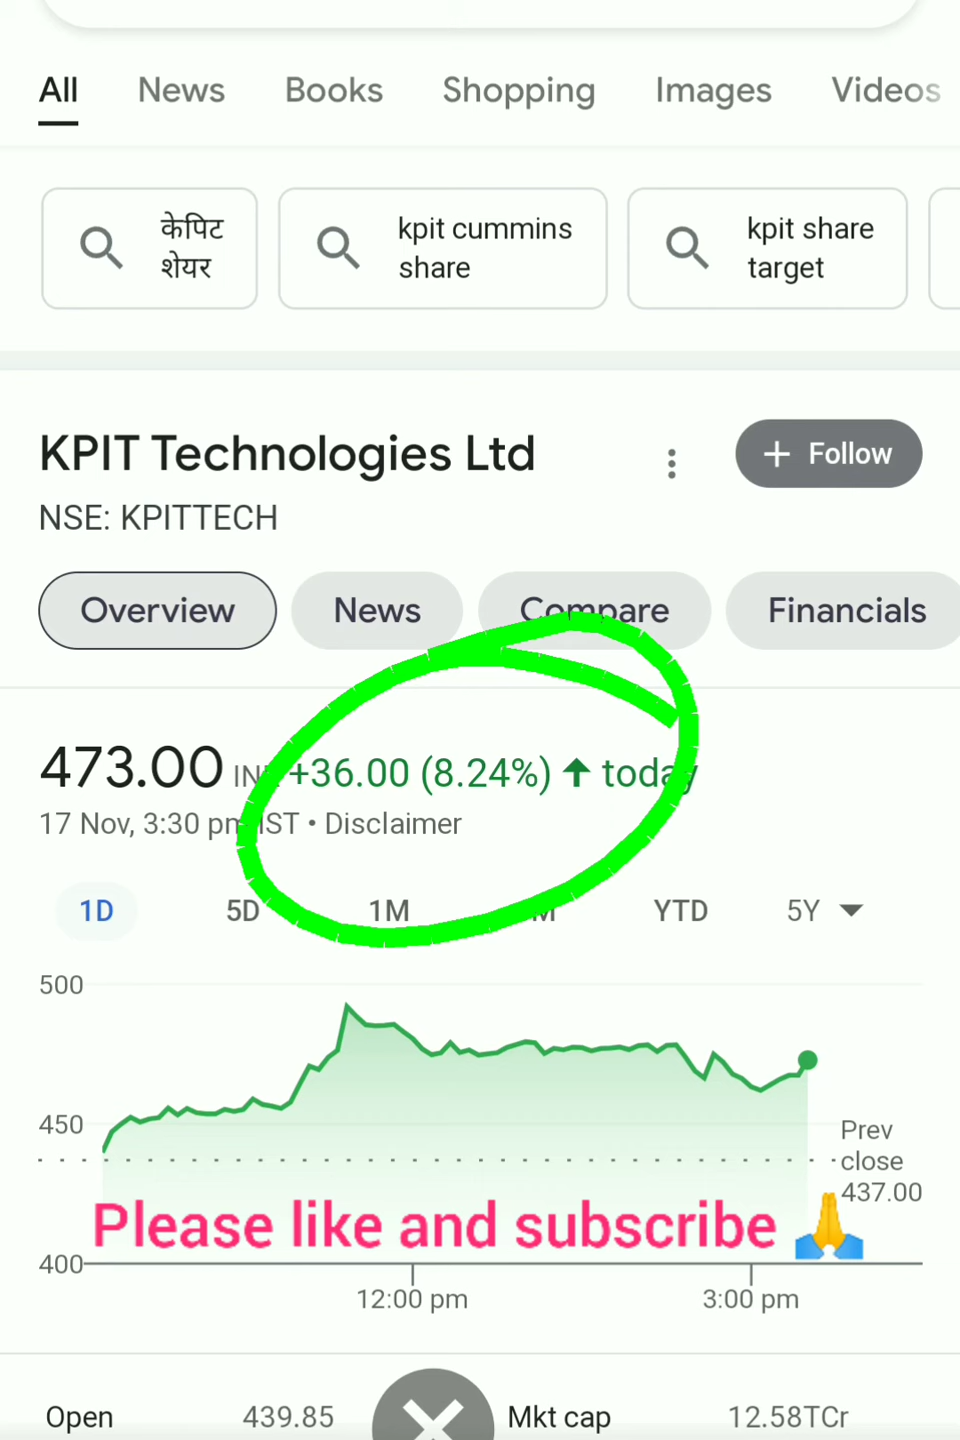 All News Books Shopping Images Videos
केपिट शेयर
kpit cummins share
kpit share target
KPIT Technologies Ltd
+ Follow
NSE: KPITTECH
Overview News Compare Financials
473.00 +36.00 (8.24%) ↑ today
17 Nov, 3:30 pm IST • Disclaimer
1D 5D 1M YTD 5Y
500
450
400
Prev
close
437.00
Please like and subscribe 🙏
12:00 pm 3:00 pm
Open 439.85 Mkt cap 12.58TCr